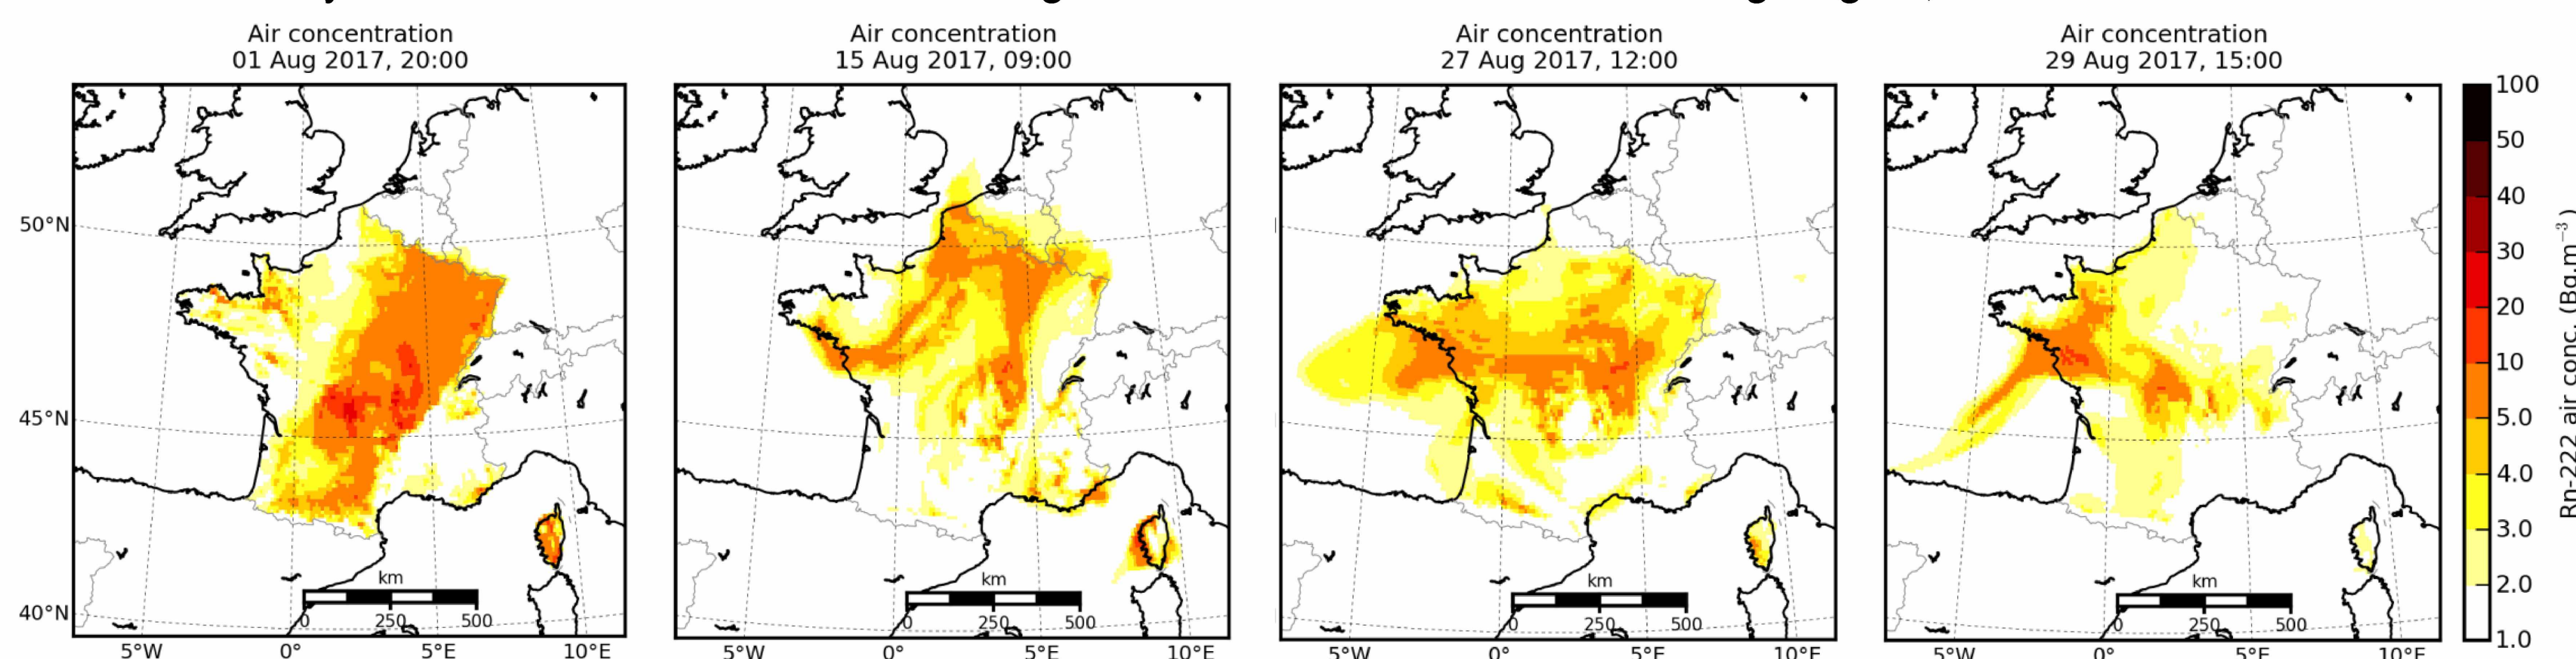 Air concentration
01 Aug 2017, 20:00
Air concentration
15 Aug 2017, 09:00
Air concentration
27 Aug 2017, 12:00
Air concentration
29 Aug 2017, 15:00
50°N
45°N
40°N
km
0 250 500
5°W 0° 5°E 10°E
km
0 250 500
5°W 0° 5°E 10°E
km
0 250 500
5°W 0° 5°E 10°E
km
0 250 500
5°W 0° 5°E 10°E
100
50
40
30
20
10
5.0
4.0
3.0
2.0
1.0
Rn-222 air conc. (Bq.m⁻³)